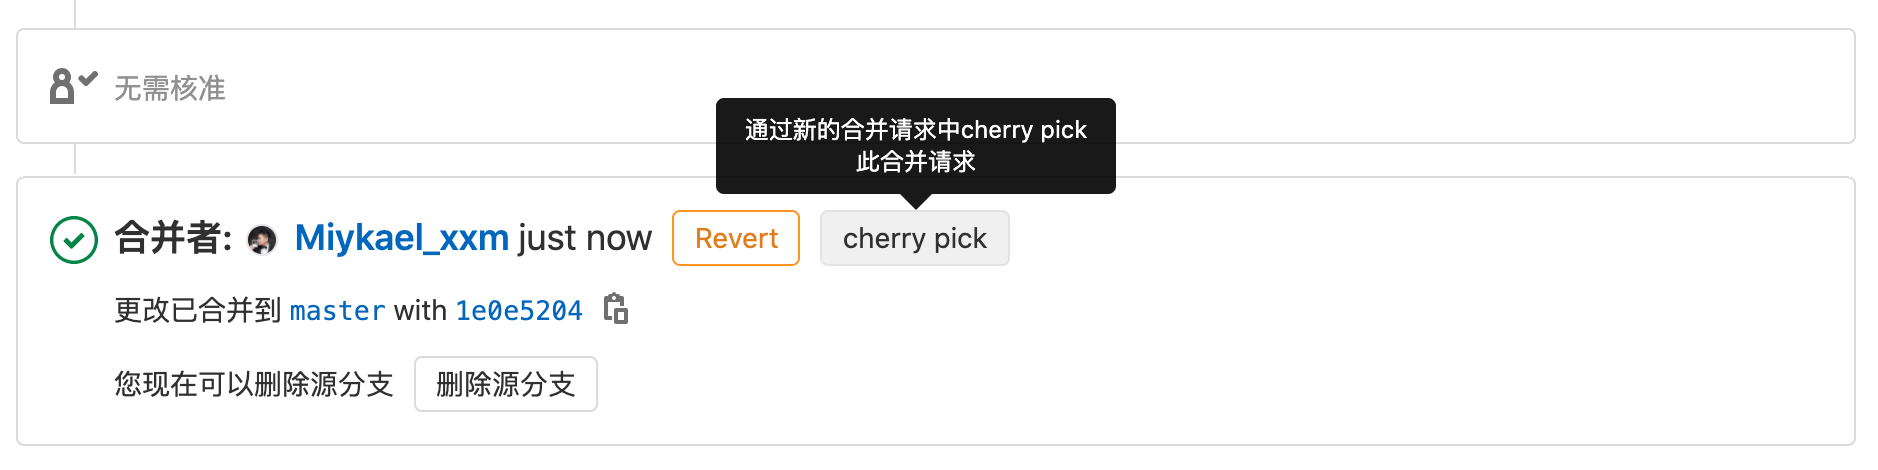 无需核准
通过新的合并请求中cherry pick
此合并请求
合并者: Miykael_xxm just now Revert cherry pick
更改已合并到 master with 1e0e5204
您现在可以删除源分支 删除源分支